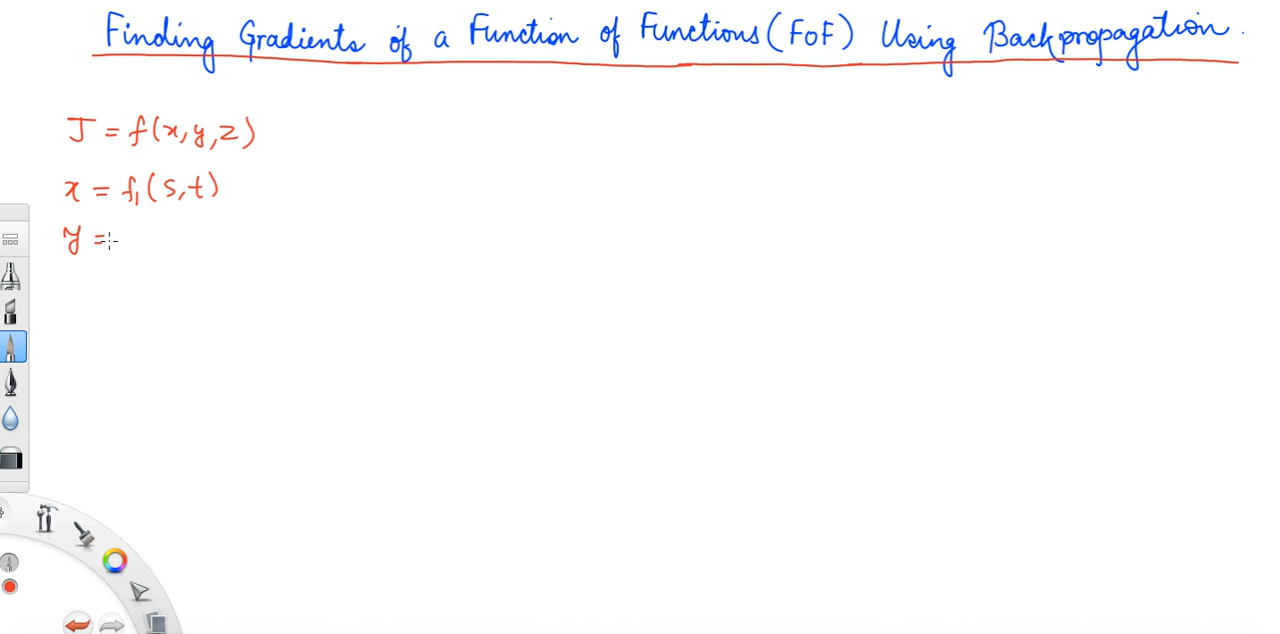 Finding Gradients of a Function of Functions (FoF) Using Backpropagation.
J = f(x, y, z)
x = f₁(s, t)
y =